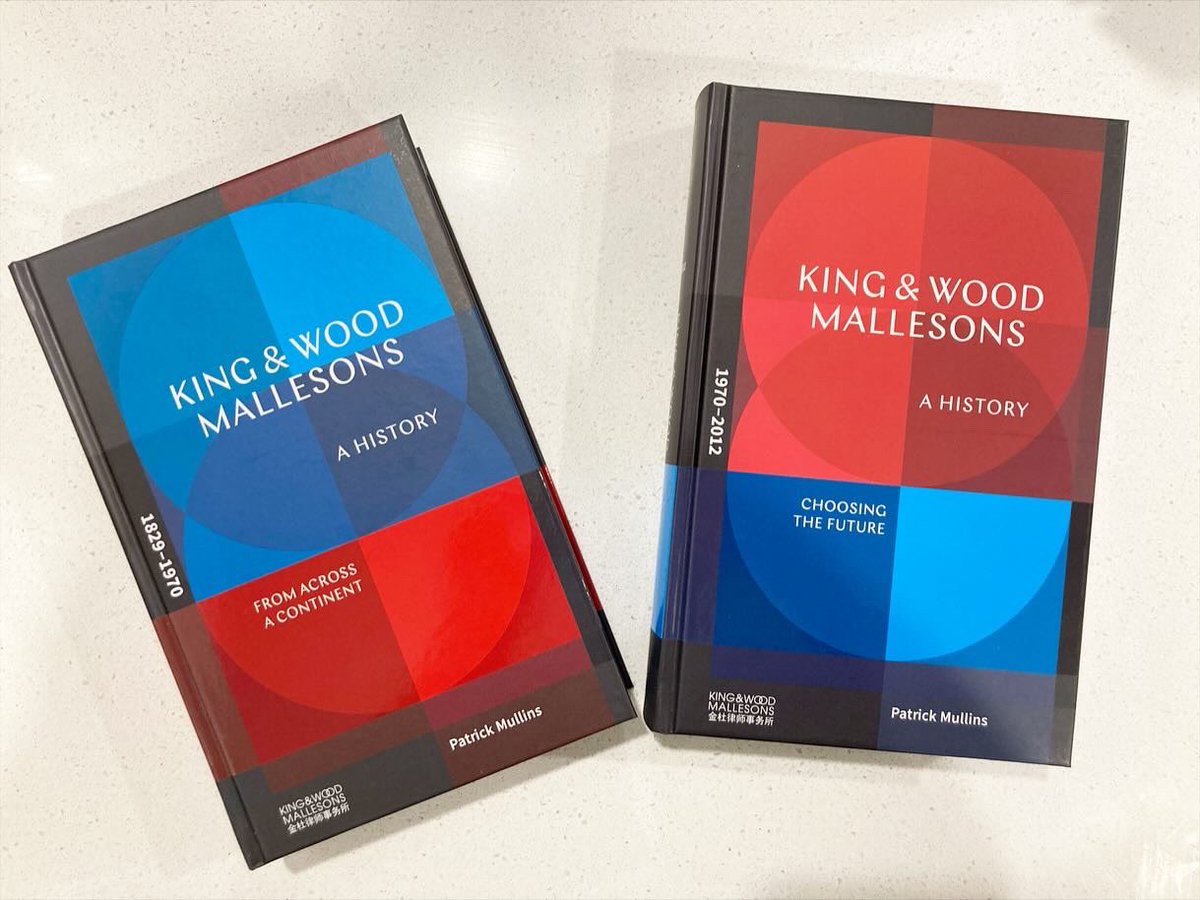 KING & WOOD
MALLESONS
A HISTORY
1829–1970
FROM ACROSS
A CONTINENT
Patrick Mullins
KING&WOOD
MALLESONS
金杜律师事务所
KING & WOOD
MALLESONS
A HISTORY
1970–2012
CHOOSING
THE FUTURE
Patrick Mullins
KING&WOOD
MALLESONS
金杜律师事务所